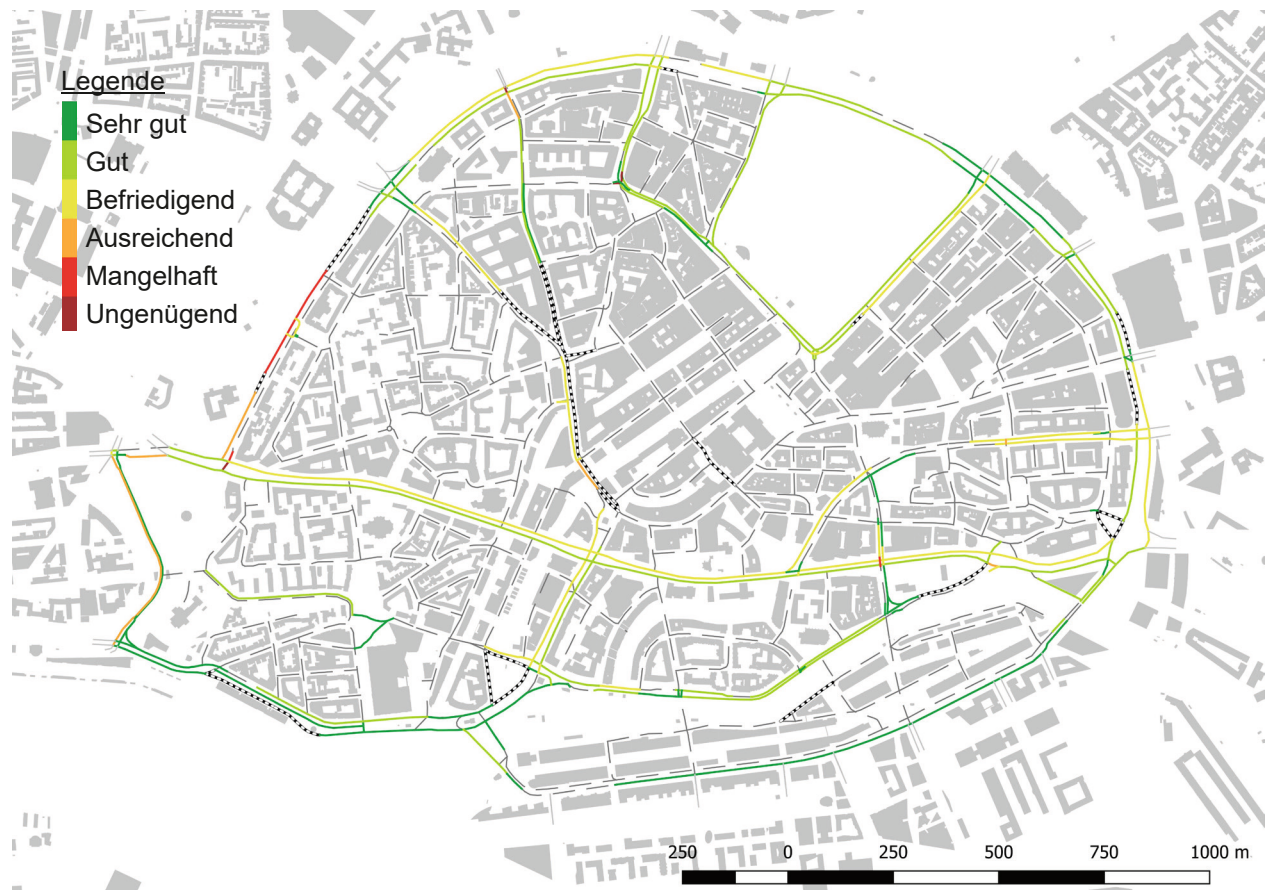 Legende
Sehr gut
Gut
Befriedigend
Ausreichend
Mangelhaft
Ungenügend
250 0 250 500 750 1000 m